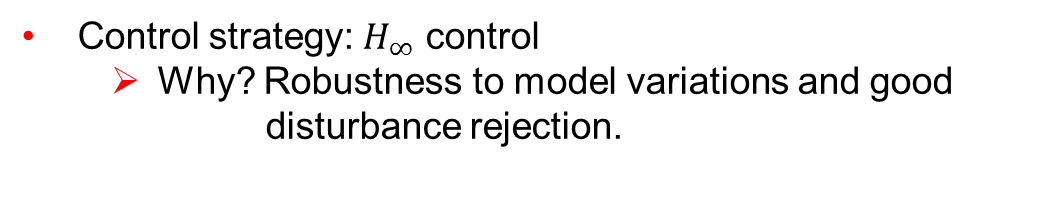 • Control strategy: H∞ control
➢ Why? Robustness to model variations and good
disturbance rejection.